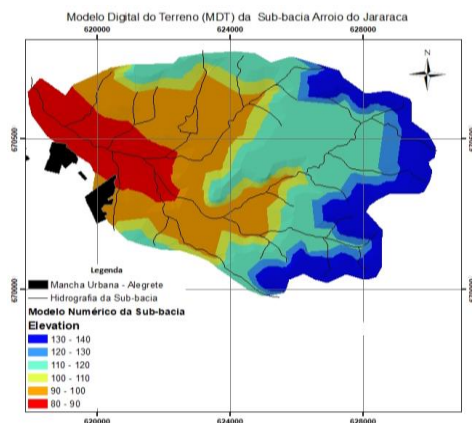 Modelo Digital do Terreno (MDT) da Sub-bacia Arroio do Jararaca
620000 624000 628000
N
670500 670500
Legenda
Mancha Urbana - Alegrete
Hidrografia da Sub-bacia
Modelo Numérico da Sub-bacia
Elevation
130 - 140
120 - 130
110 - 120
100 - 110
90 - 100
80 - 90
620000 624000 628000